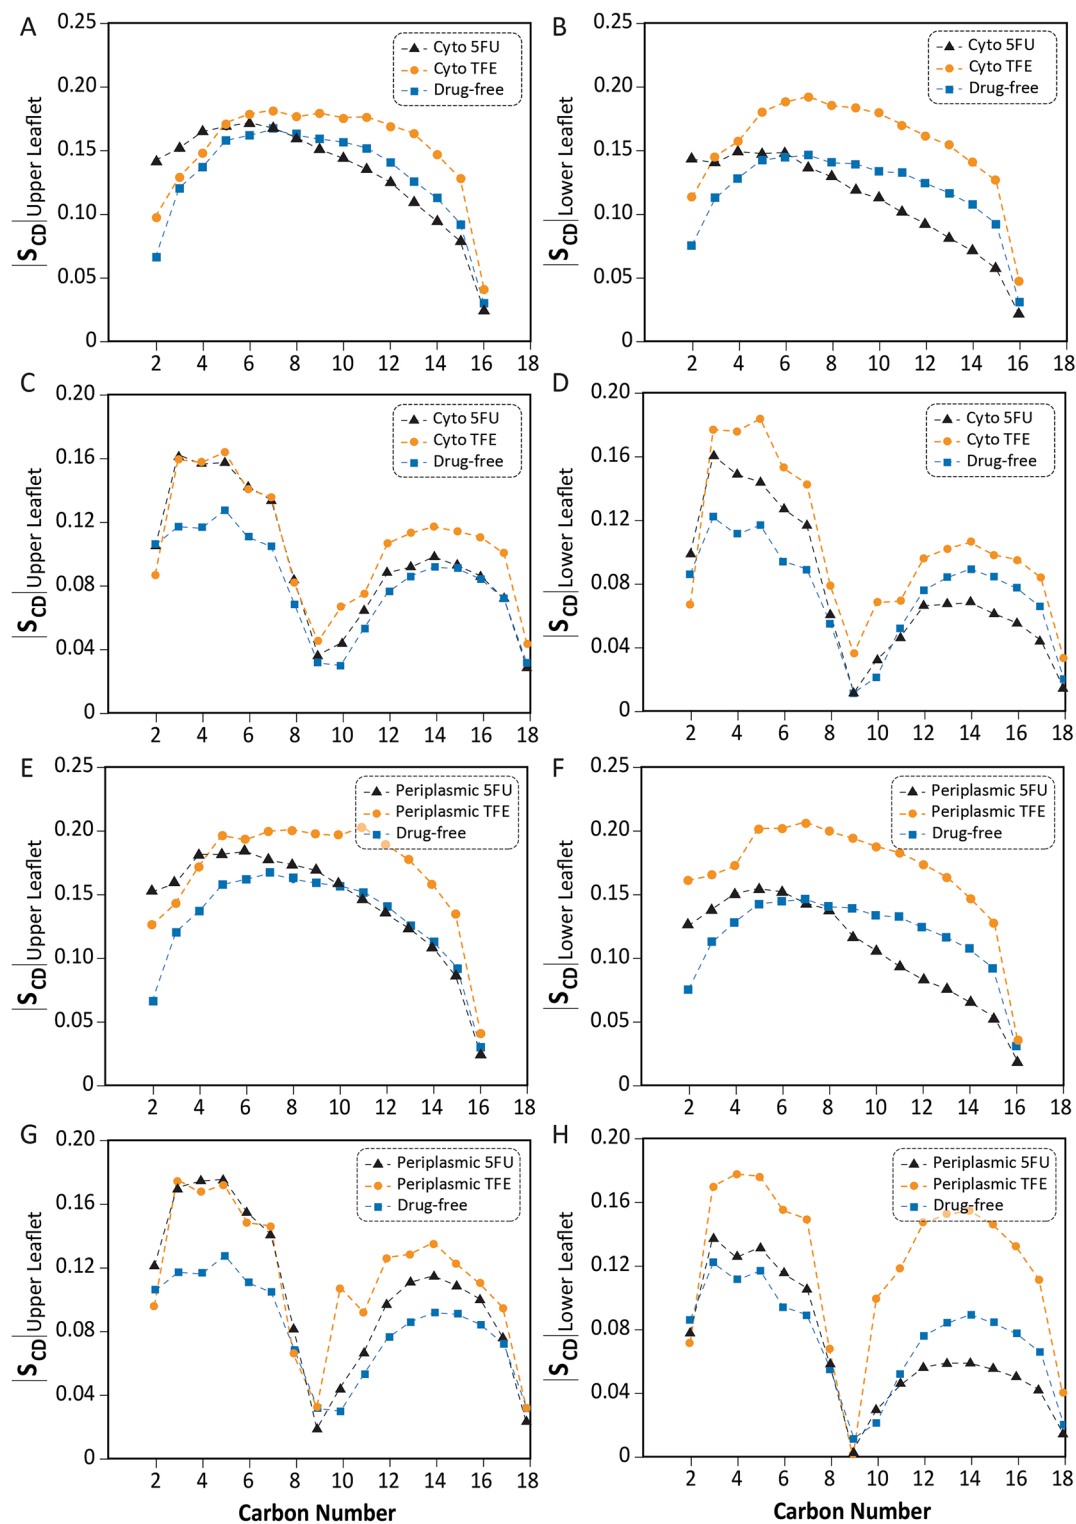 A
0.25
0.20
0.15
0.10
0.05
0
|SCD|Upper Leaflet
Cyto 5FU
Cyto TFE
Drug-free
2 4 6 8 10 12 14 16 18
B
0.25
0.20
0.15
0.10
0.05
0
|SCD|Lower Leaflet
Cyto 5FU
Cyto TFE
Drug-free
2 4 6 8 10 12 14 16 18
C
0.20
0.16
0.12
0.08
0.04
0
|SCD|Upper Leaflet
Cyto 5FU
Cyto TFE
Drug-free
2 4 6 8 10 12 14 16 18
D
0.20
0.16
0.12
0.08
0.04
0
|SCD|Lower Leaflet
Cyto 5FU
Cyto TFE
Drug-free
2 4 6 8 10 12 14 16 18
E
0.25
0.20
0.15
0.10
0.05
0
|SCD|Upper Leaflet
Periplasmic 5FU
Periplasmic TFE
Drug-free
2 4 6 8 10 12 14 16 18
F
0.25
0.20
0.15
0.10
0.05
0
|SCD|Lower Leaflet
Periplasmic 5FU
Periplasmic TFE
Drug-free
2 4 6 8 10 12 14 16 18
G
0.20
0.16
0.12
0.08
0.04
0
|SCD|Upper Leaflet
Periplasmic 5FU
Periplasmic TFE
Drug-free
2 4 6 8 10 12 14 16 18
Carbon Number
H
0.20
0.16
0.12
0.08
0.04
0
|SCD|Lower Leaflet
Periplasmic 5FU
Periplasmic TFE
Drug-free
2 4 6 8 10 12 14 16 18
Carbon Number